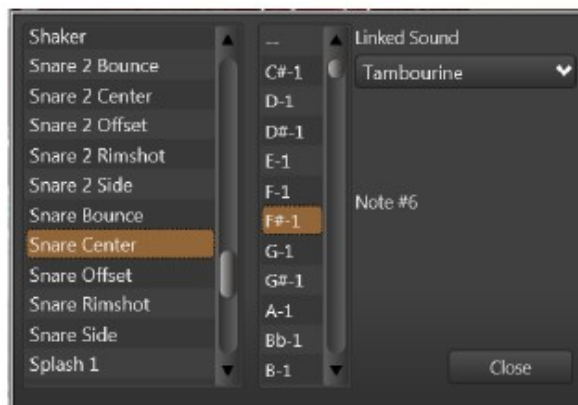 Shaker
Snare 2 Bounce
Snare 2 Center
Snare 2 Offset
Snare 2 Rimshot
Snare 2 Side
Snare Bounce
Snare Center
Snare Offset
Snare Rimshot
Snare Side
Splash 1
--
C#-1
D-1
D#-1
E-1
F-1
F#-1
G-1
G#-1
A-1
Bb-1
B-1
Linked Sound
Tambourine
Note #6
Close